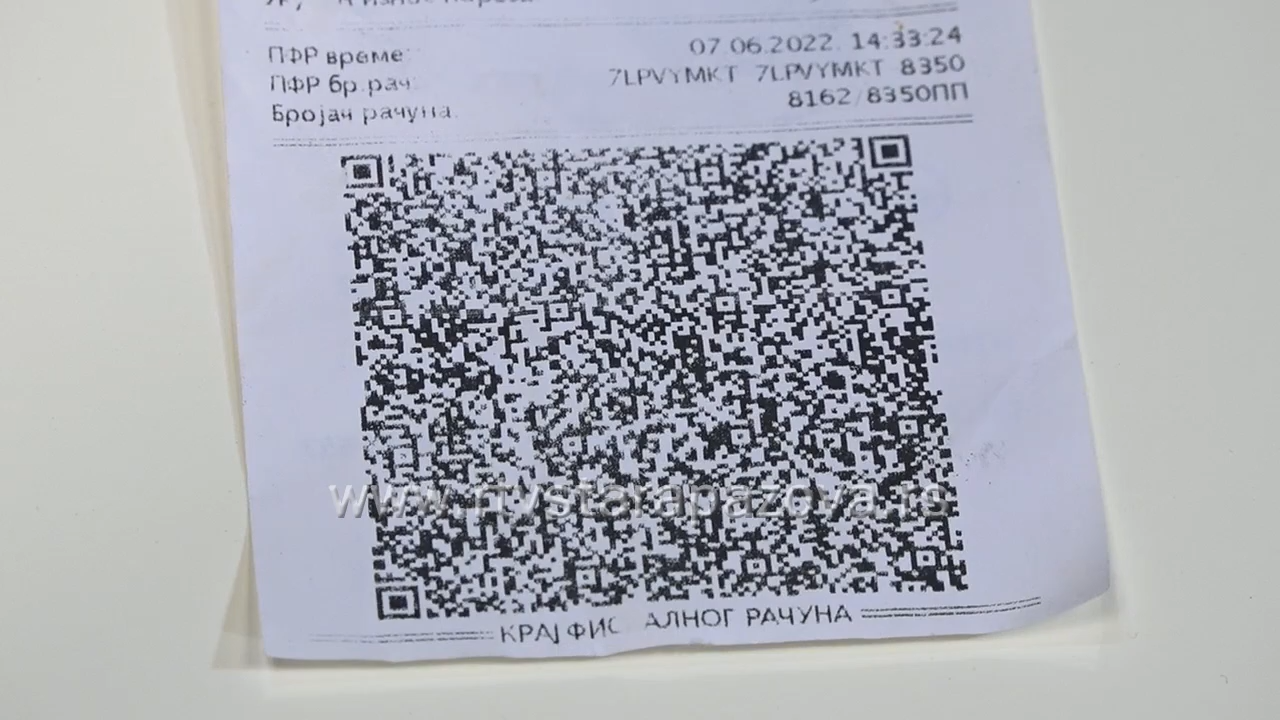 ПФР време: 07.06.2022. 14:33:24
ПФР бр.рач: 7LPVYMKT-7LPVYMKT-8350
Бројач рачуна: 8162/8350ПП
www.rtvstarapazova.rs
КРАЈ ФИС АЛНОГ РАЧУНА